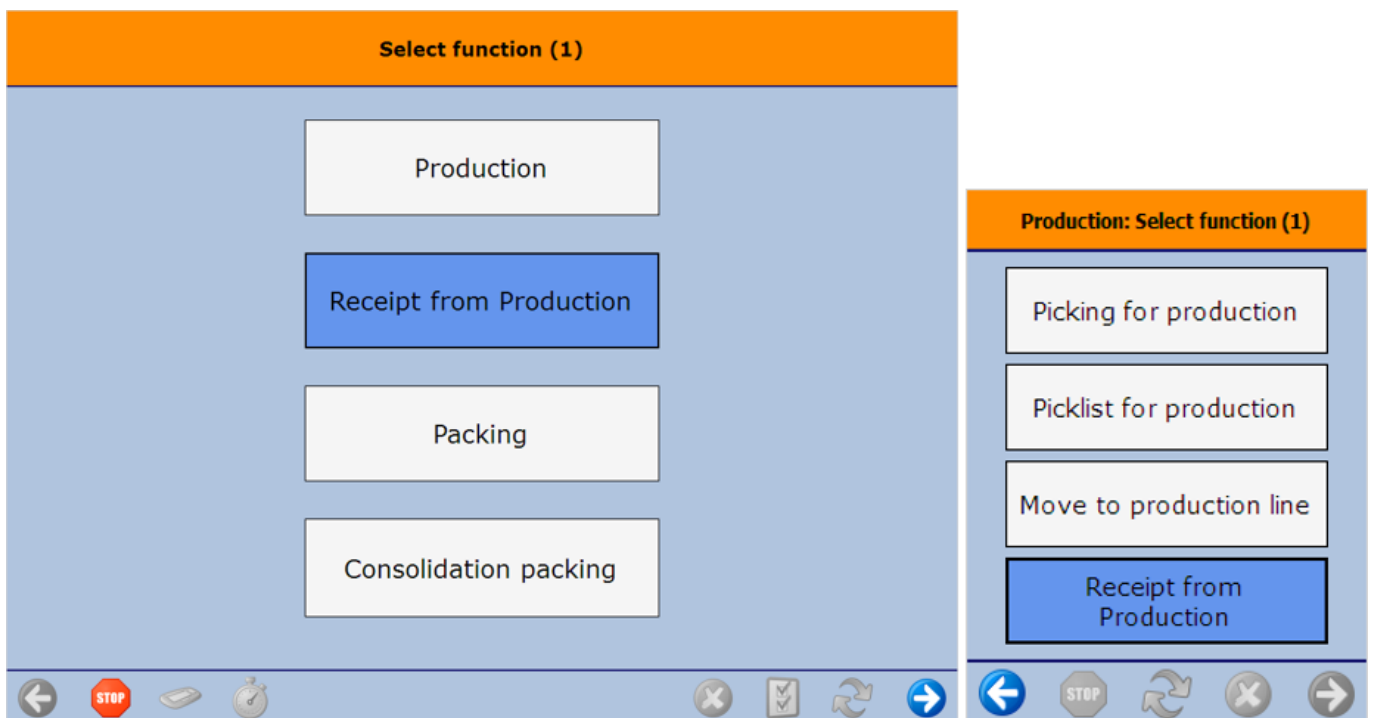 Select function (1)
Production
Receipt from Production
Packing
Consolidation packing
STOP
Production: Select function (1)
Picking for production
Picklist for production
Move to production line
Receipt from
Production
STOP